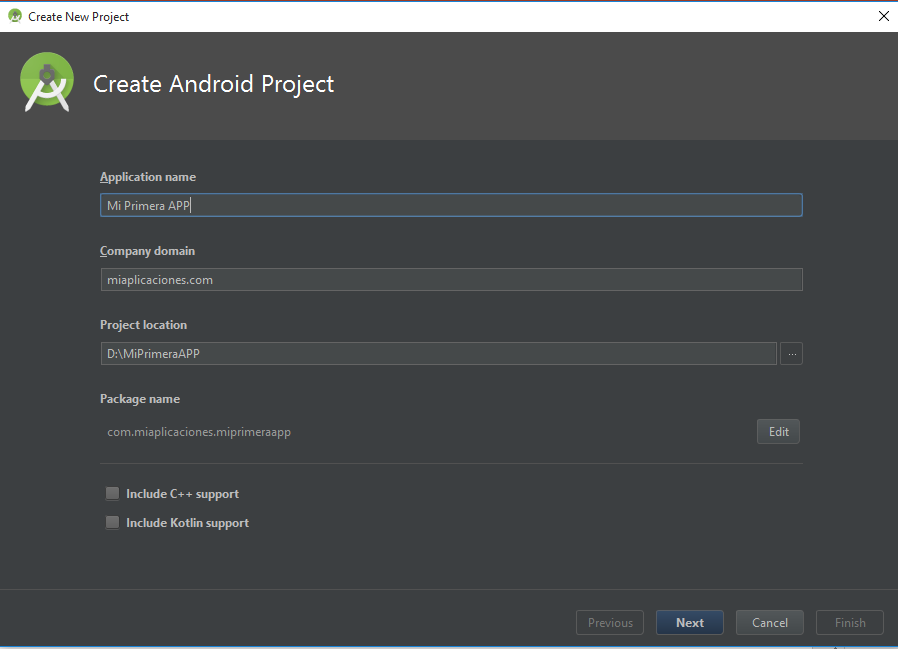 Create New Project
Create Android Project
Application name
Mi Primera APP
Company domain
miaplicaciones.com
Project location
D:\MiPrimeraAPP
...
Package name
com.miaplicaciones.miprimeraapp
Edit
Include C++ support
Include Kotlin support
Previous Next Cancel Finish